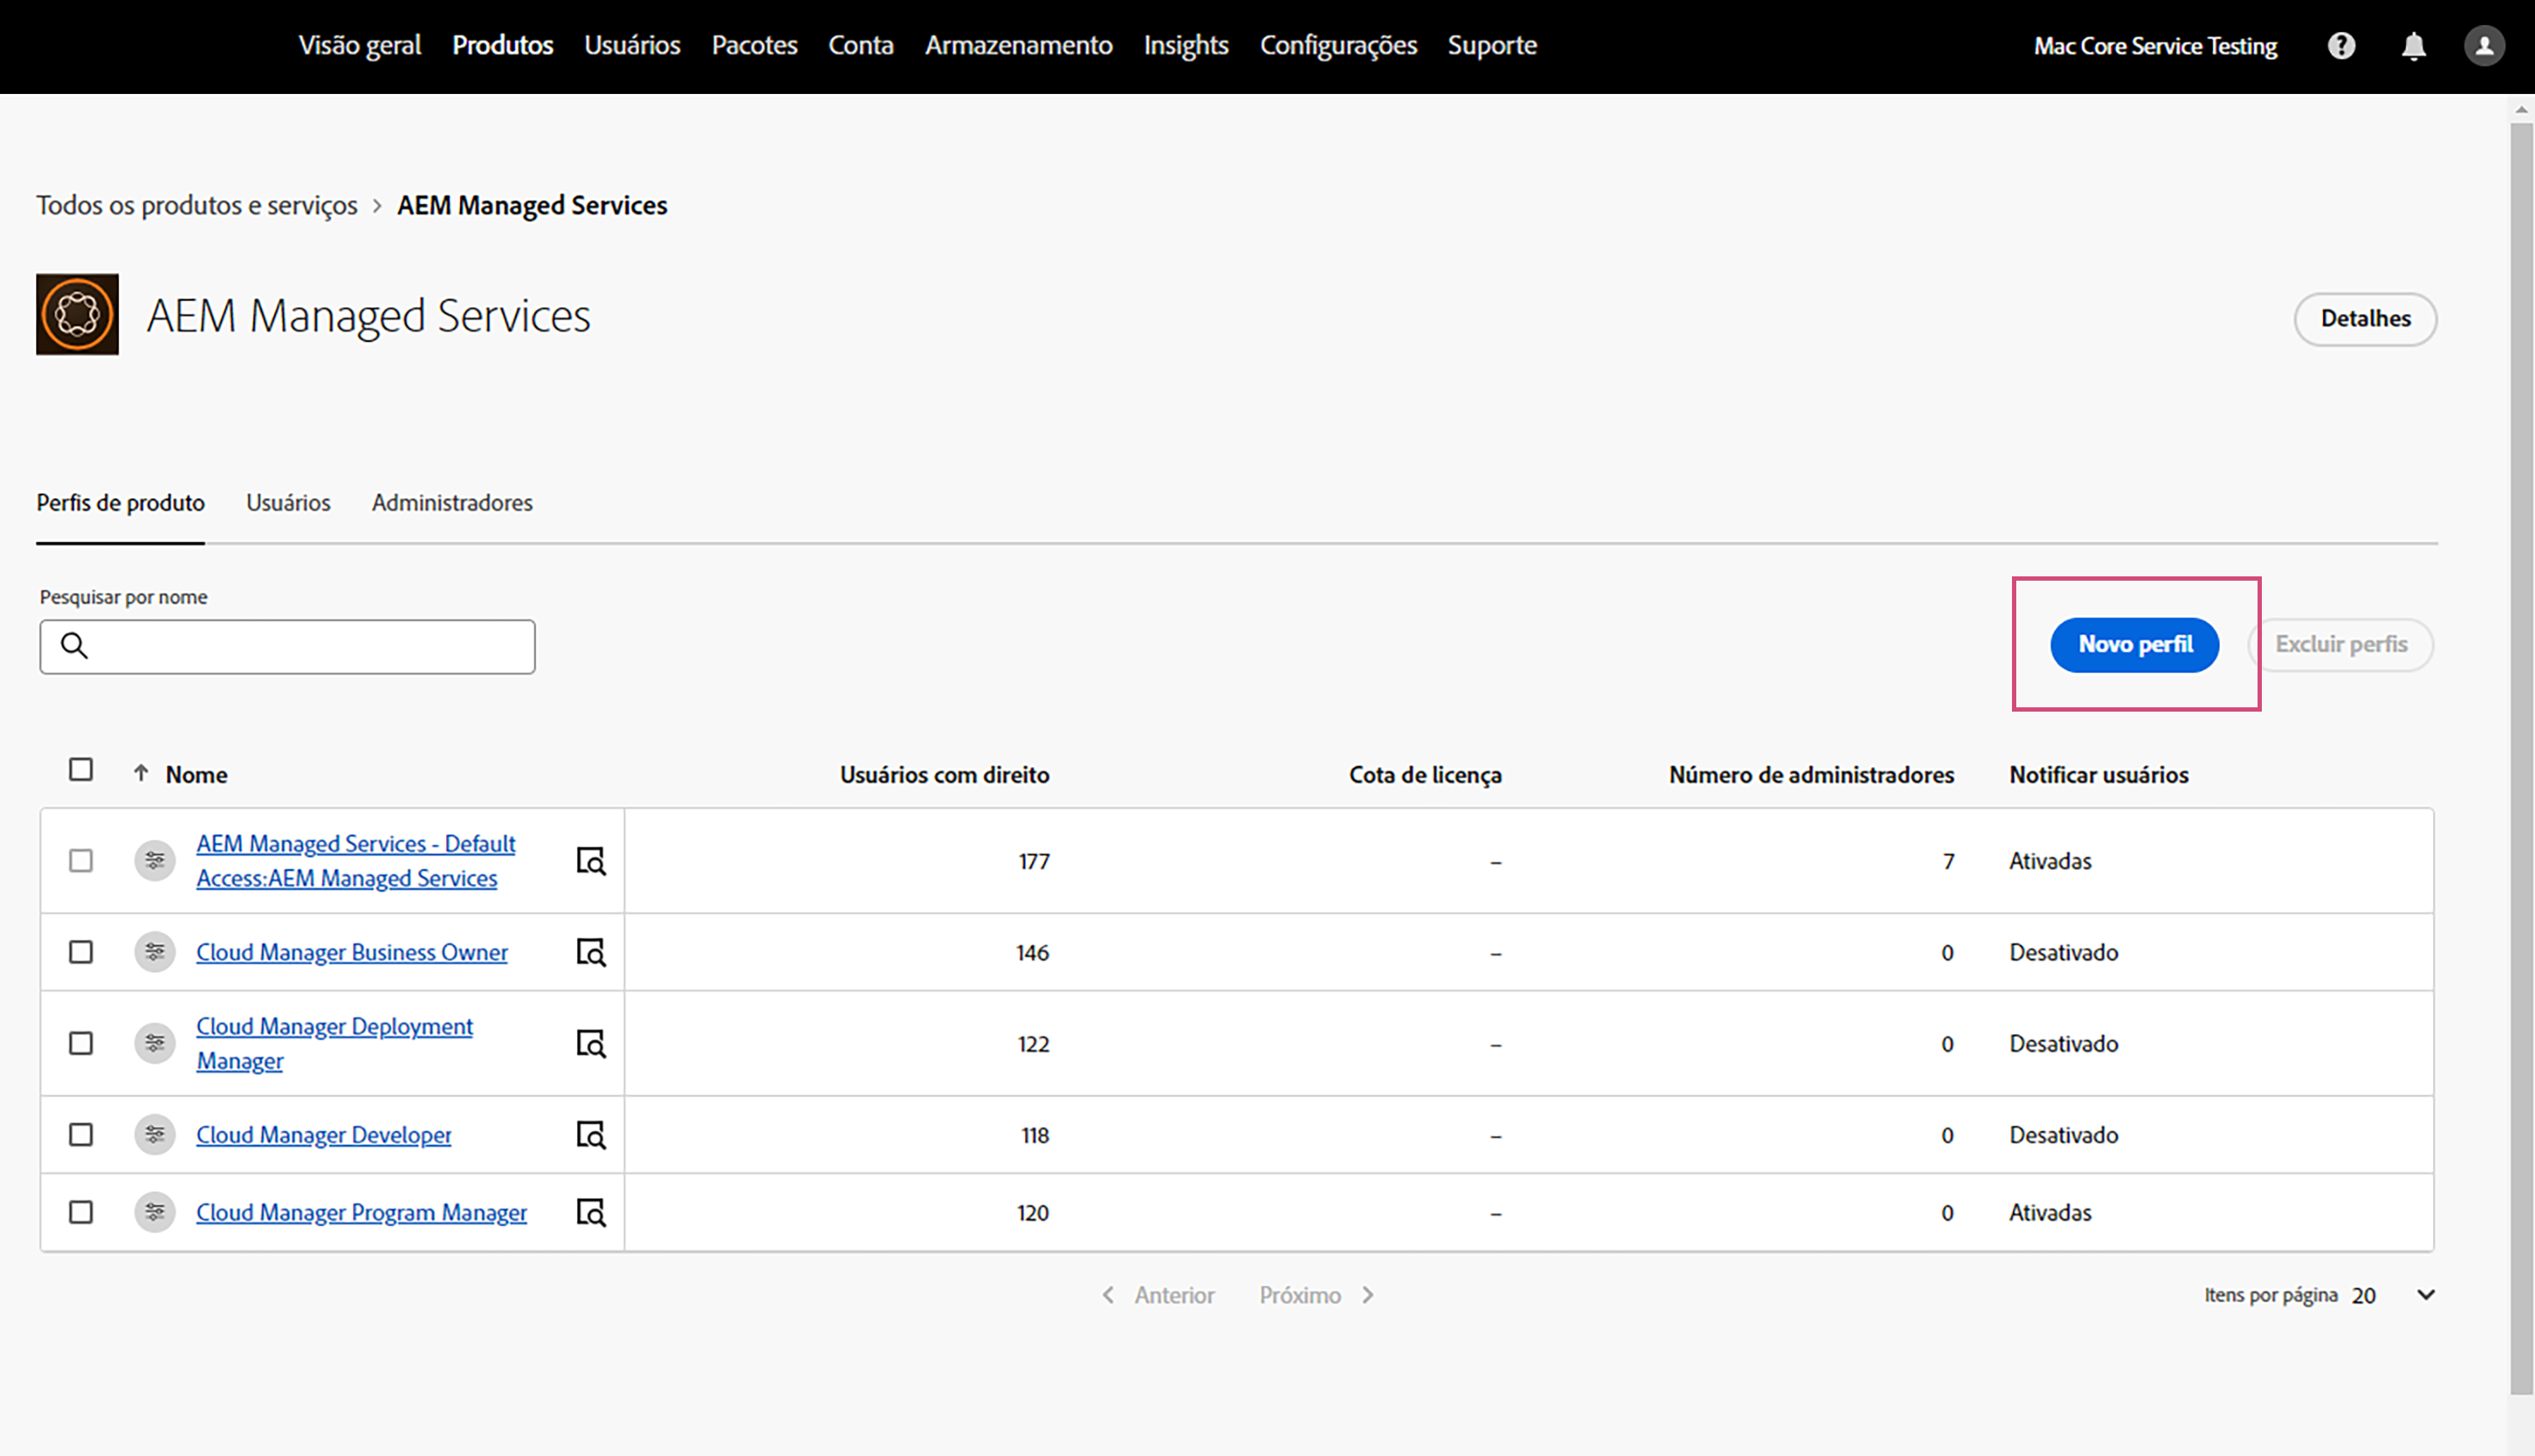 Visão geral Produtos Usuários Pacotes Conta Armazenamento Insights Configurações Suporte Mac Core Service Testing
Todos os produtos e serviços > AEM Managed Services
AEM Managed Services
Detalhes
Perfis de produto Usuários Administradores
Pesquisar por nome
Novo perfil Excluir perfis
Nome Usuários com direito Cota de licença Número de administradores Notificar usuários
AEM Managed Services - Default
Access:AEM Managed Services
177 – 7 Ativadas
Cloud Manager Business Owner 146 – 0 Desativado
Cloud Manager Deployment
Manager
122 – 0 Desativado
Cloud Manager Developer 118 – 0 Desativado
Cloud Manager Program Manager 120 – 0 Ativadas
Anterior Próximo Itens por página 20